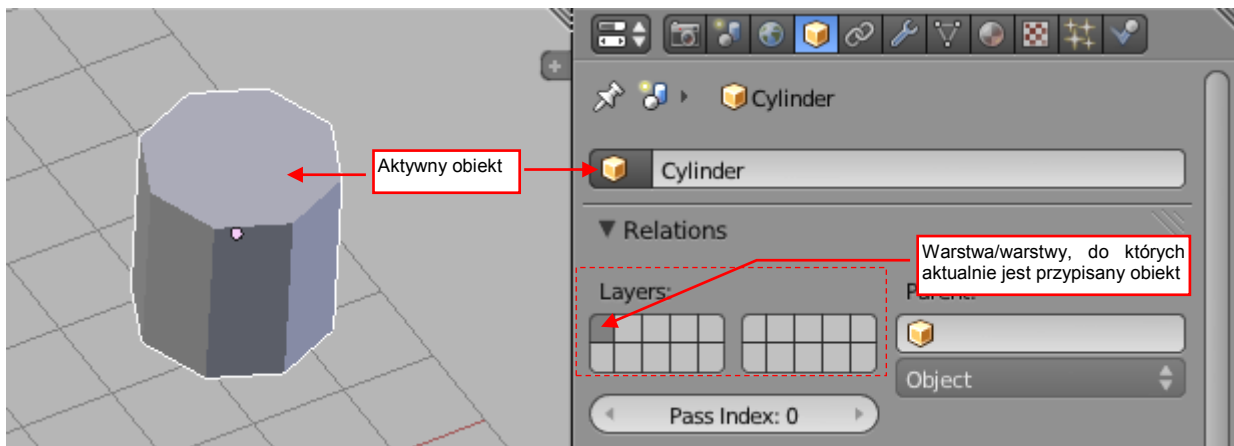 Cylinder
Aktywny obiekt
Cylinder
Relations
Warstwa/warstwy, do których
aktualnie jest przypisany obiekt
Layers:
Parent:
Object
Pass Index: 0